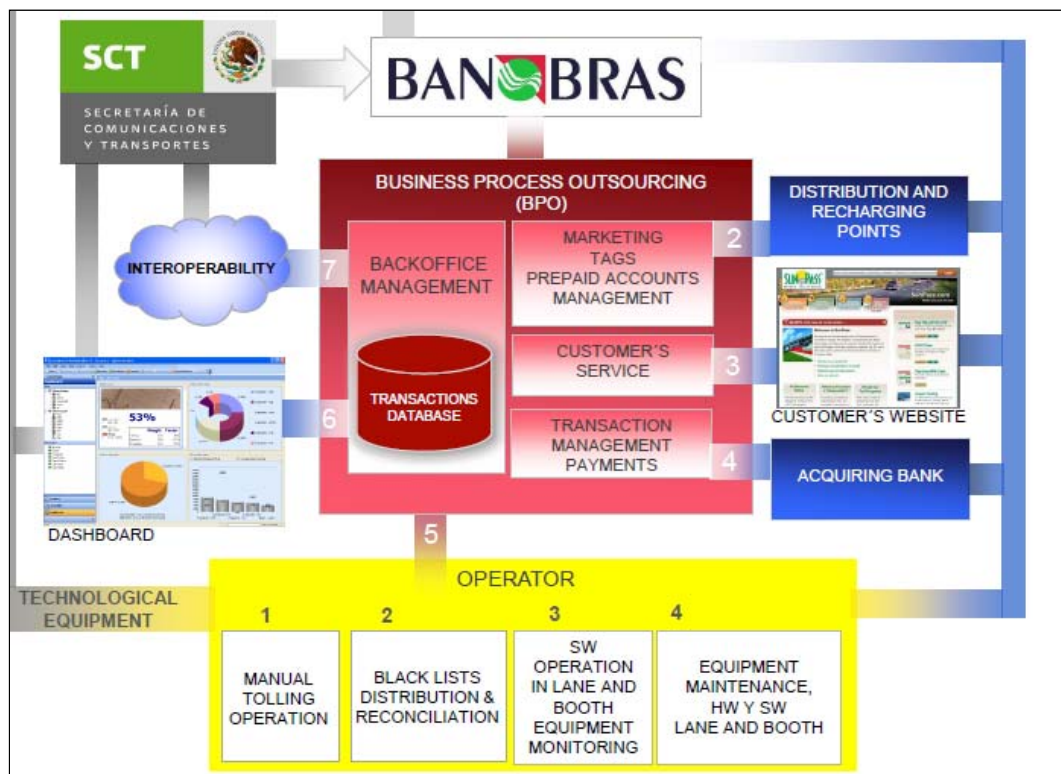 SCT
SECRETARÍA DE
COMUNICACIONES
Y TRANSPORTES
BANOBRAS
BUSINESS PROCESS OUTSOURCING
(BPO)
INTEROPERABILITY
7
BACKOFFICE
MANAGEMENT
TRANSACTIONS
DATABASE
MARKETING
TAGS
PREPAID ACCOUNTS
MANAGEMENT
2
DISTRIBUTION AND
RECHARGING
POINTS
CUSTOMER´S
SERVICE
3
SUNPASS
CUSTOMER´S WEBSITE
53%
6
DASHBOARD
TRANSACTION
MANAGEMENT
PAYMENTS
4
ACQUIRING BANK
5
OPERATOR
TECHNOLOGICAL
EQUIPMENT
1
MANUAL
TOLLING
OPERATION
2
BLACK LISTS
DISTRIBUTION &
RECONCILIATION
3
SW
OPERATION
IN LANE AND
BOOTH
EQUIPMENT
MONITORING
4
EQUIPMENT
MAINTENANCE,
HW Y SW
LANE AND BOOTH